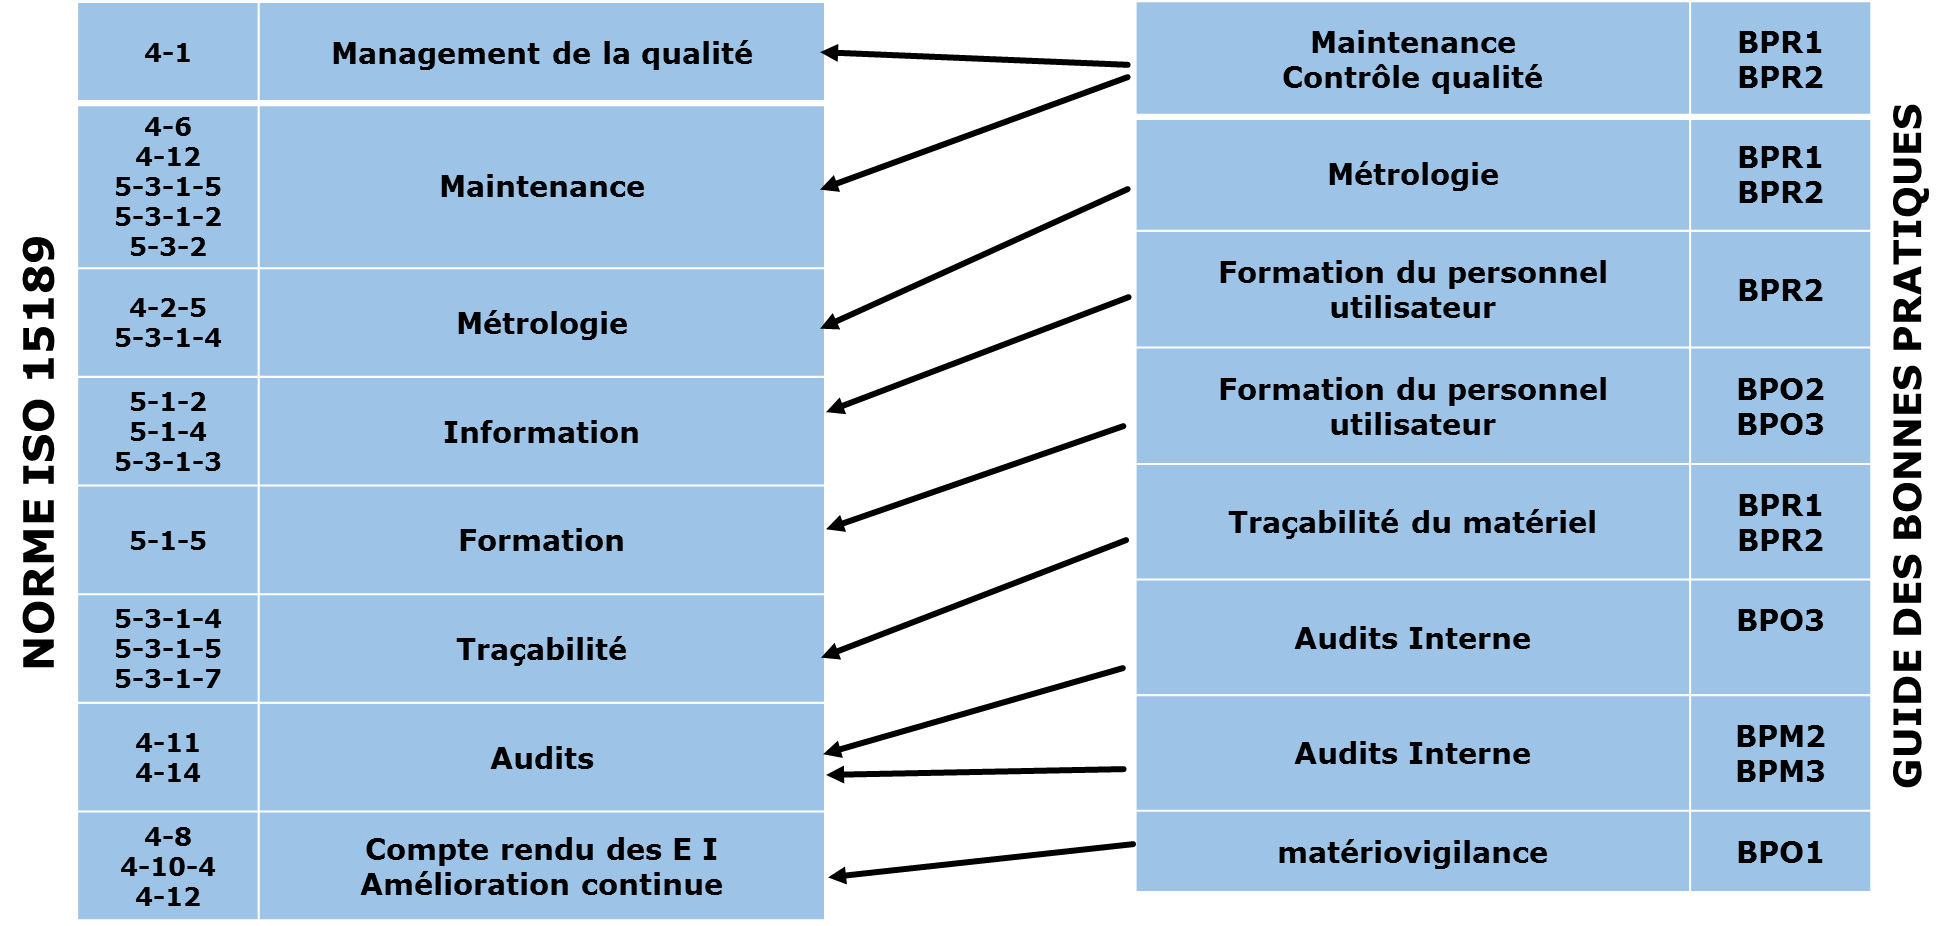 NORME ISO 15189
4-1
Management de la qualité
4-6
4-12
5-3-1-5
5-3-1-2
5-3-2
Maintenance
4-2-5
5-3-1-4
Métrologie
5-1-2
5-1-4
5-3-1-3
Information
5-1-5
Formation
5-3-1-4
5-3-1-5
5-3-1-7
Traçabilité
4-11
4-14
Audits
4-8
4-10-4
4-12
Compte rendu des E I
Amélioration continue
Maintenance
Contrôle qualité
BPR1
BPR2
Métrologie
BPR1
BPR2
Formation du personnel
utilisateur
BPR2
Formation du personnel
utilisateur
BPO2
BPO3
Traçabilité du matériel
BPR1
BPR2
Audits Interne
BPO3
Audits Interne
BPM2
BPM3
matériovigilance
BPO1
GUIDE DES BONNES PRATIQUES